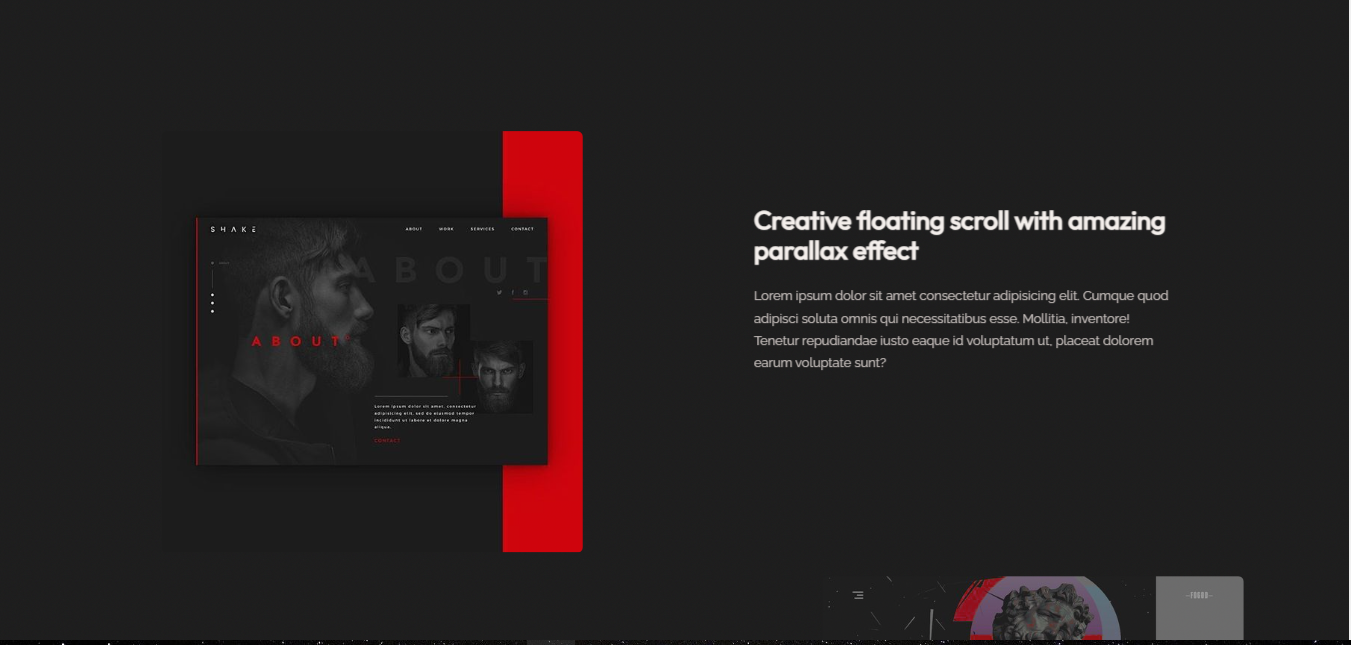 SHAKE
ABOUT WORK SERVICES CONTACT
ABOUT
ABOUT
Lorem ipsum dolor sit amet, consectetur
adipisicing elit, sed do eiusmod tempor
incididunt ut labore et dolore magna
aliqua.
CONTACT
Creative floating scroll with amazing
parallax effect
Lorem ipsum dolor sit amet consectetur adipisicing elit. Cumque quod
adipisci soluta omnis qui necessitatibus esse. Mollitia, inventore!
Tenetur repudiandae iusto eaque id voluptatum ut, placeat dolorem
earum voluptate sunt?